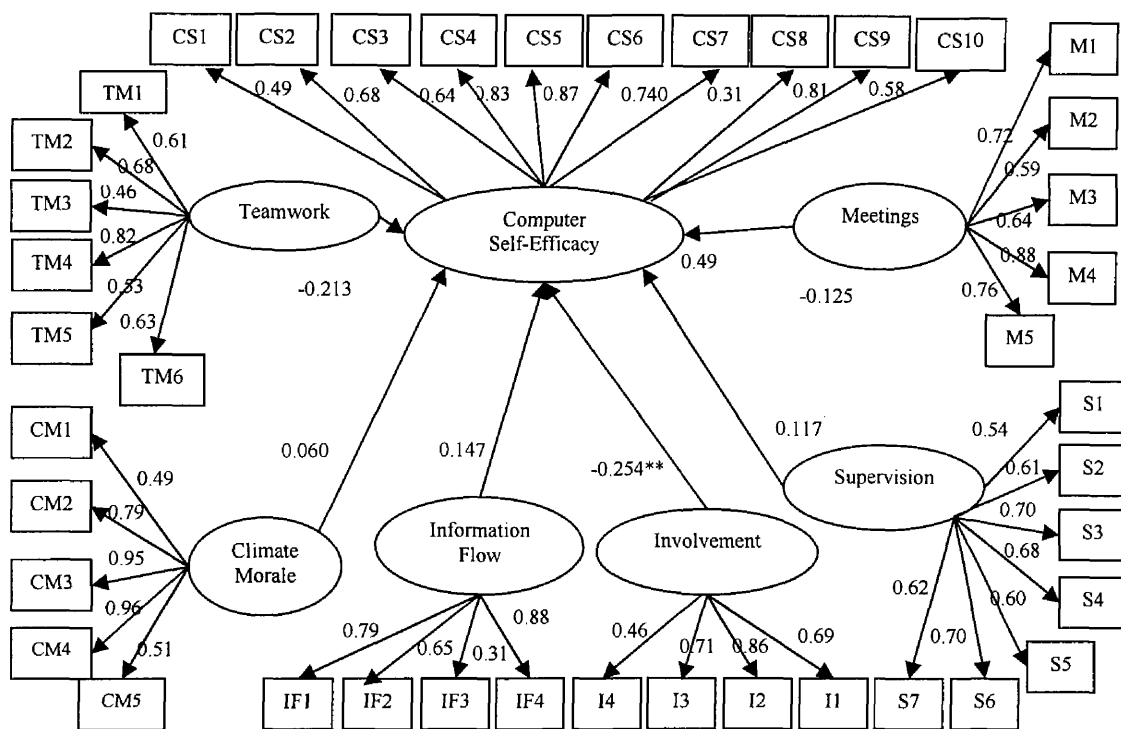 CS1 CS2 CS3 CS4 CS5 CS6 CS7 CS8 CS9 CS10
M1
TM1
0.49 0.68 0.64 0.83 0.87 0.740 0.31 0.81 0.58
M2
0.72
TM2
0.61
0.68
0.59
M3
TM3
0.46
Teamwork
Computer
Self-Efficacy
Meetings
0.64
TM4
0.82
0.49
0.88
M4
0.53
-0.213
-0.125
0.76
TM5
0.63
M5
TM6
S1
CM1
0.060
0.147
-0.254**
0.117
0.54
0.49
Supervision
0.61
S2
CM2
0.79
0.70
S3
Climate
Morale
Information
Flow
Involvement
0.95
0.68
CM3
0.62
0.60
S4
0.96
0.79
0.65
0.31
0.88
0.46
0.71
0.86
0.69
0.70
CM4
0.51
S5
CM5
IF1 IF2 IF3 IF4 I4 I3 I2 I1 S7 S6